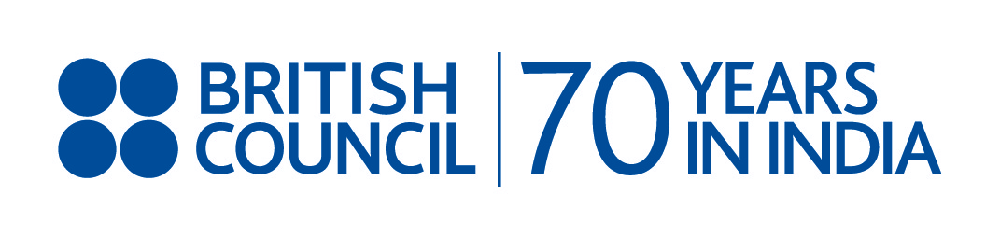 BRITISH
COUNCIL
70 YEARS
IN INDIA